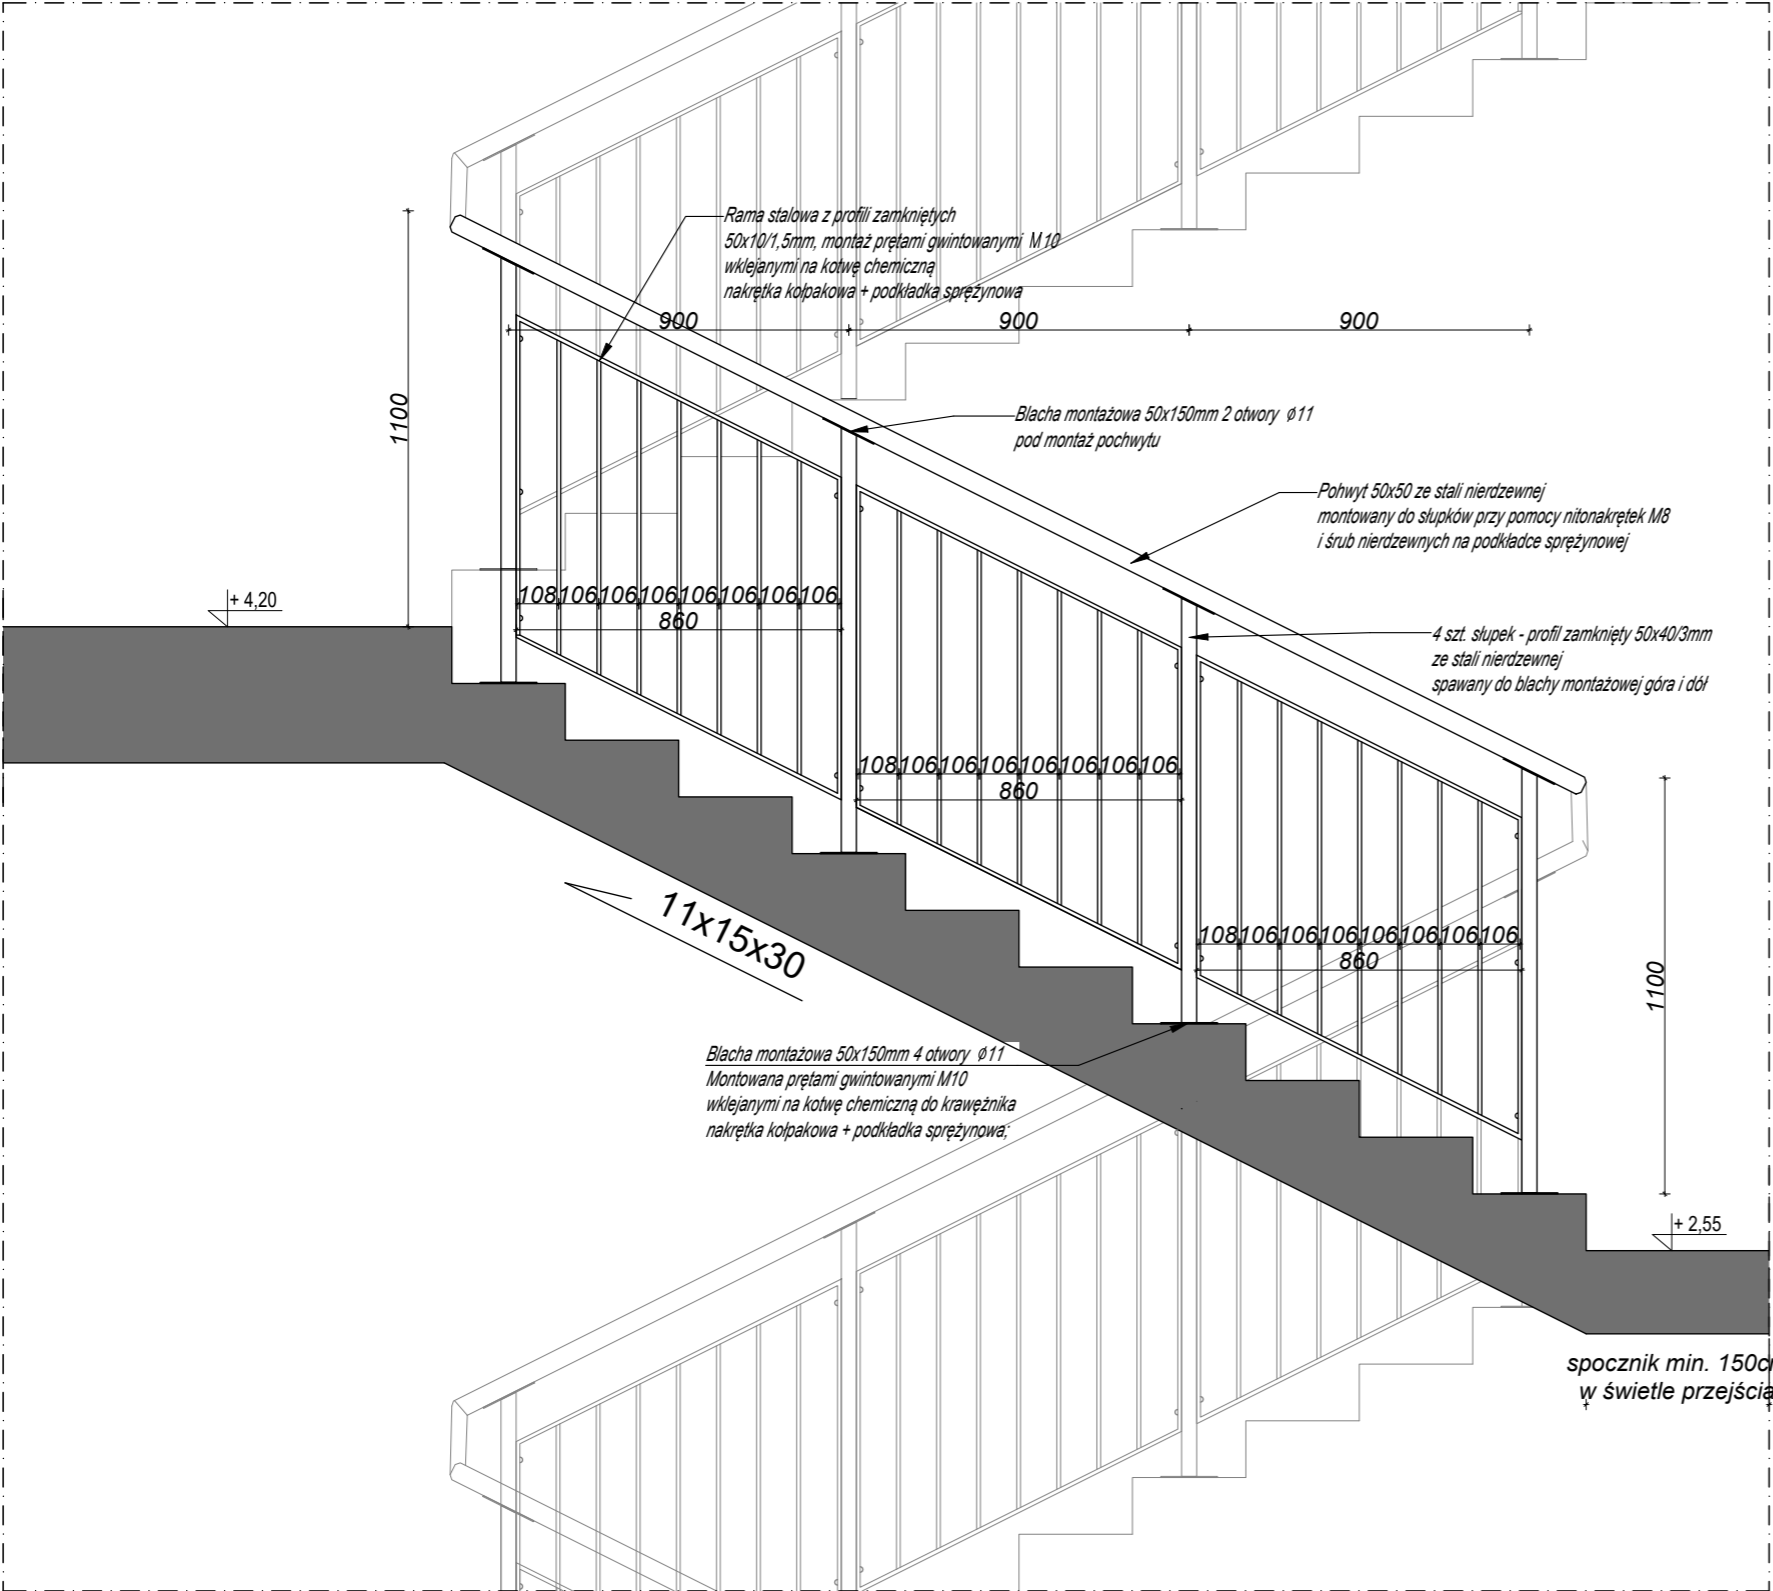 Rama stalowa z profili zamkniętych
50x10/1,5mm, montaż prętami gwintowanymi M10
wklejanymi na kotwę chemiczną
nakrętka kołpakowa + podkładka sprężynowa
900
900
900
1100
Blacha montażowa 50x150mm 2 otwory ϕ11
pod montaż pochwytu
Pohwyt 50x50 ze stali nierdzewnej
montowany do słupków przy pomocy nitonakrętek M8
i śrub nierdzewnych na podkładce sprężynowej
+ 4,20
108 106 106 106 106 106 106 106
860
4 szt. słupek - profil zamknięty 50x40/3mm
ze stali nierdzewnej
spawany do blachy montażowej góra i dół
108 106 106 106 106 106 106 106
860
11x15x30
108 106 106 106 106 106 106 106
860
1100
Blacha montażowa 50x150mm 4 otwory ϕ11
Montowana prętami gwintowanymi M10
wklejanymi na kotwę chemiczną do krawężnika
nakrętka kołpakowa + podkładka sprężynowa;
+ 2,55
spocznik min. 150c
w świetle przejścia